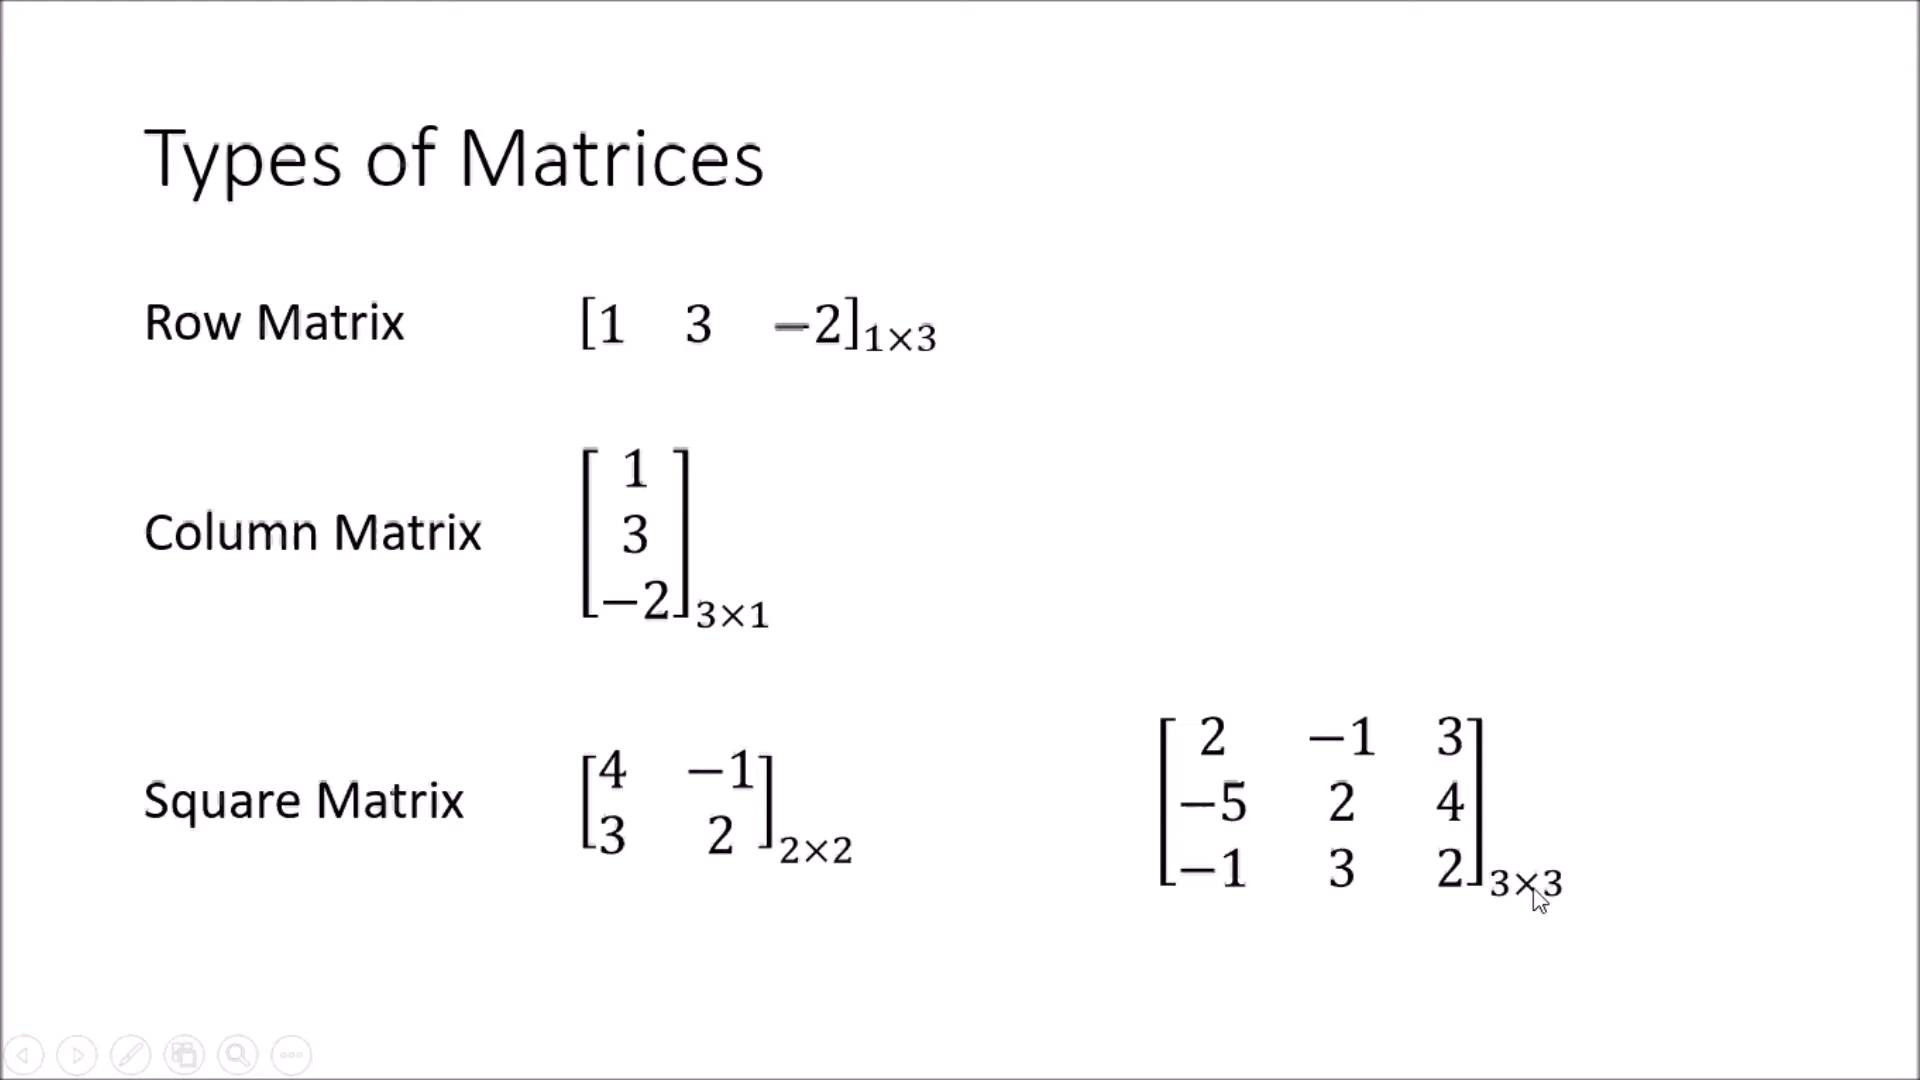 Types of Matrices
Row Matrix [1 3 −2]1×3
Column Matrix
[1
3
−2]3×1
Square Matrix
[4 −1
3 2]2×2
[2 −1 3
−5 2 4
−1 3 2]3×3